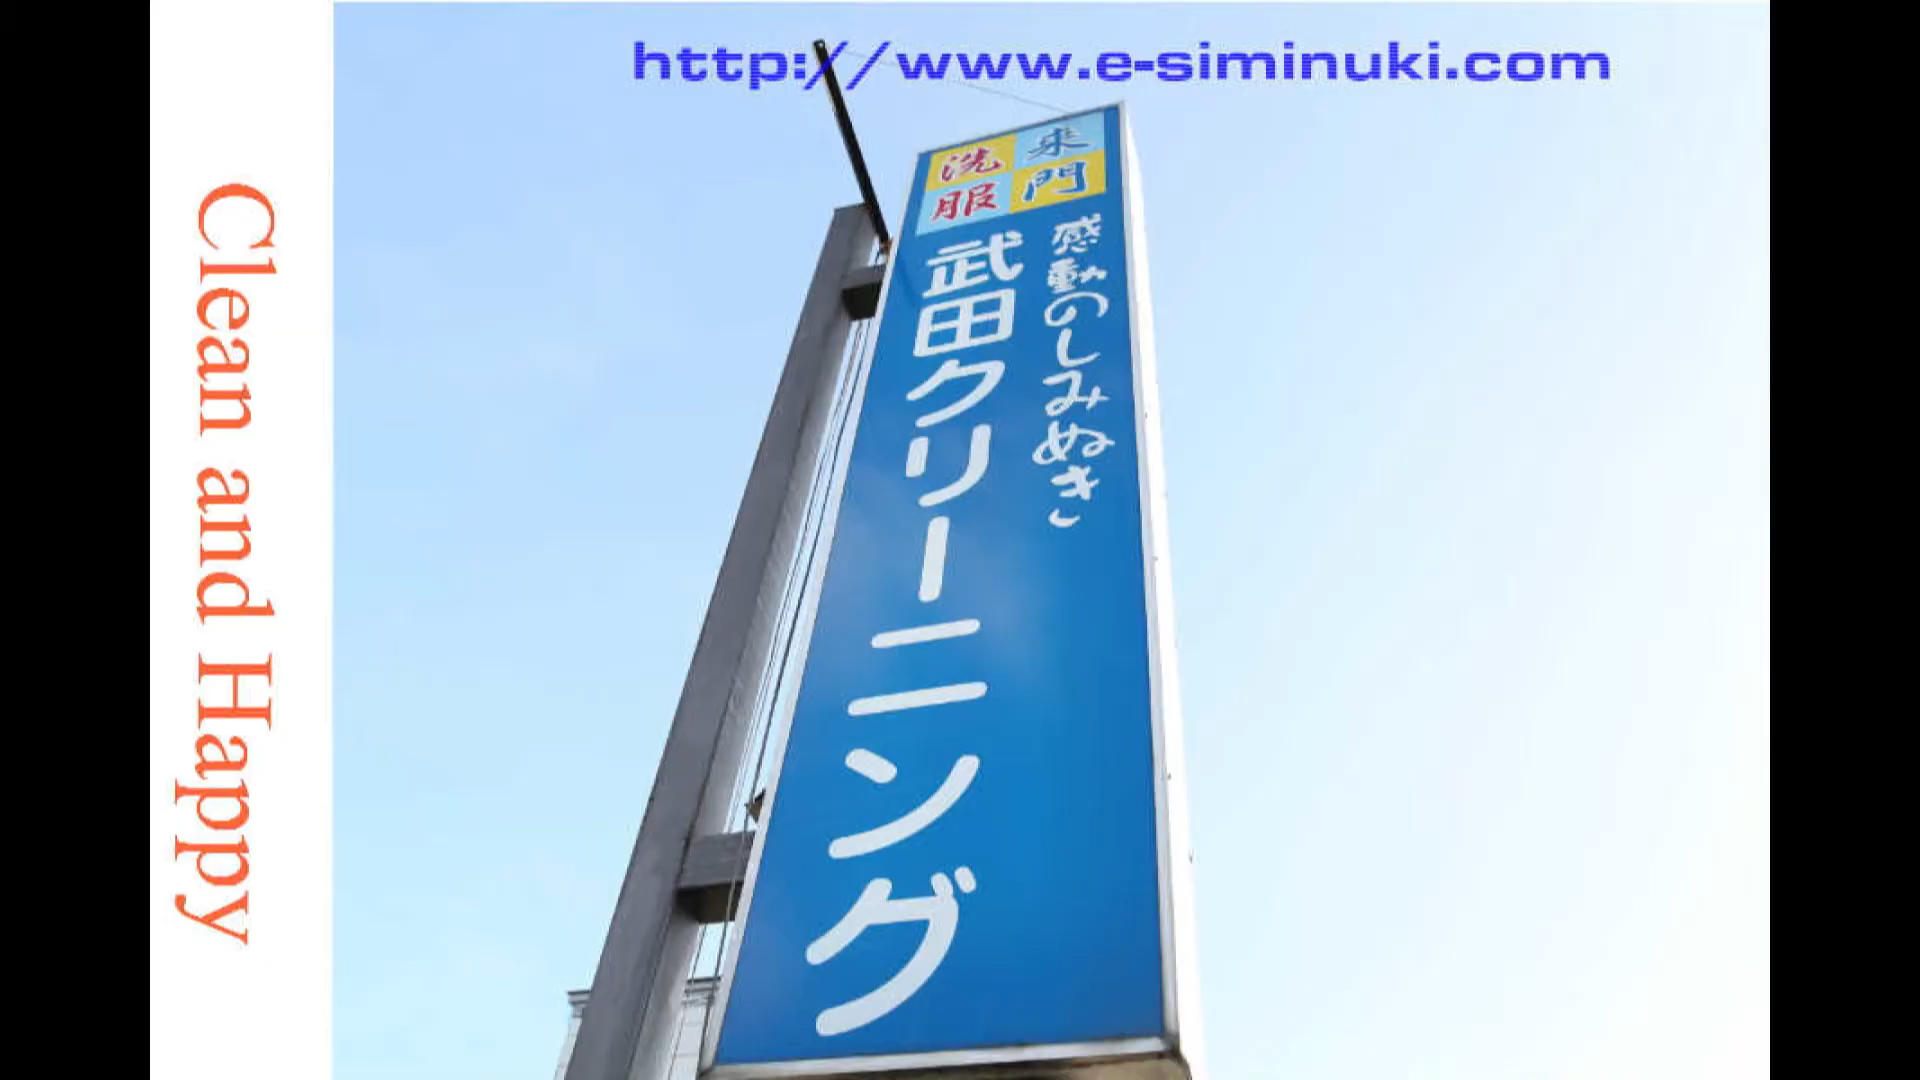 http://www.e-siminuki.com
Clean and Happy
洗服
来門
感動のしみぬき
武田クリーニング